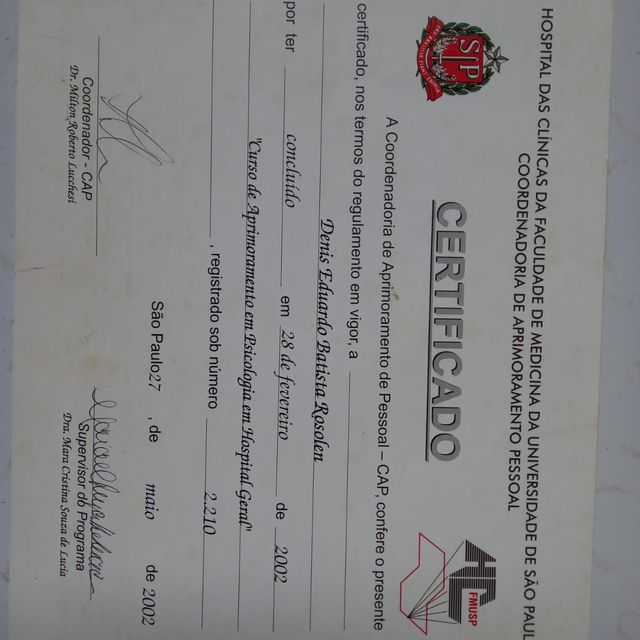 HOSPITAL DAS CLÍNICAS DA FACULDADE DE MEDICINA DA UNIVERSIDADE DE SÃO PAUL
COORDENADORIA DE APRIMORAMENTO PESSOAL
SP
CERTIFICADO
HC
FMUSP
A Coordenadoria de Aprimoramento de Pessoal – CAP, confere o presente
certificado, nos termos do regulamento em vigor, a
Denis Eduardo Batista Rosolen
por ter concluído em 28 de fevereiro de 2002
"Curso de Aprimoramento em Psicologia em Hospital Geral"
, registrado sob número 2.210
São Paulo27 , de maio de 2002
Coordenador - CAP
Dr. Milton Roberto Lucchesi
Supervisor do Programa
Dra. Mara Cristina Souza de Lucia